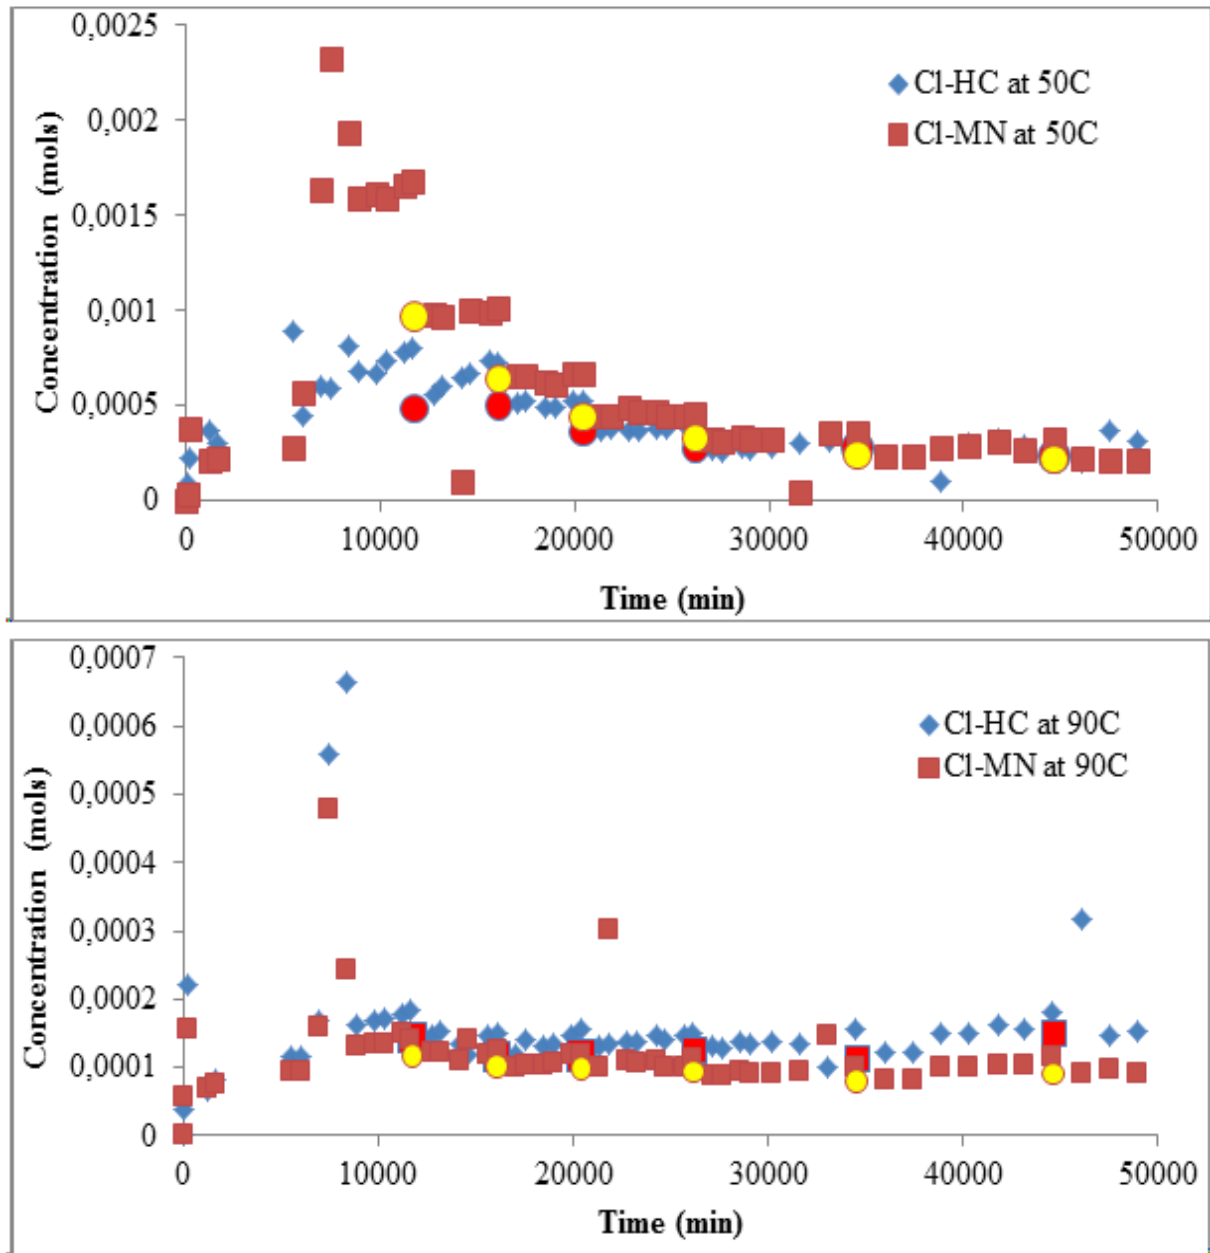 0,0025
Cl-HC at 50C
0,002
Cl-MN at 50C
0,0015
0,001
0,0005
0
Concentration (mols)
0 10000 20000 30000 40000 50000
Time (min)
0,0007
0,0006
Cl-HC at 90C
0,0005
Cl-MN at 90C
0,0004
0,0003
0,0002
0,0001
0
Concentration (mols)
0 10000 20000 30000 40000 50000
Time (min)